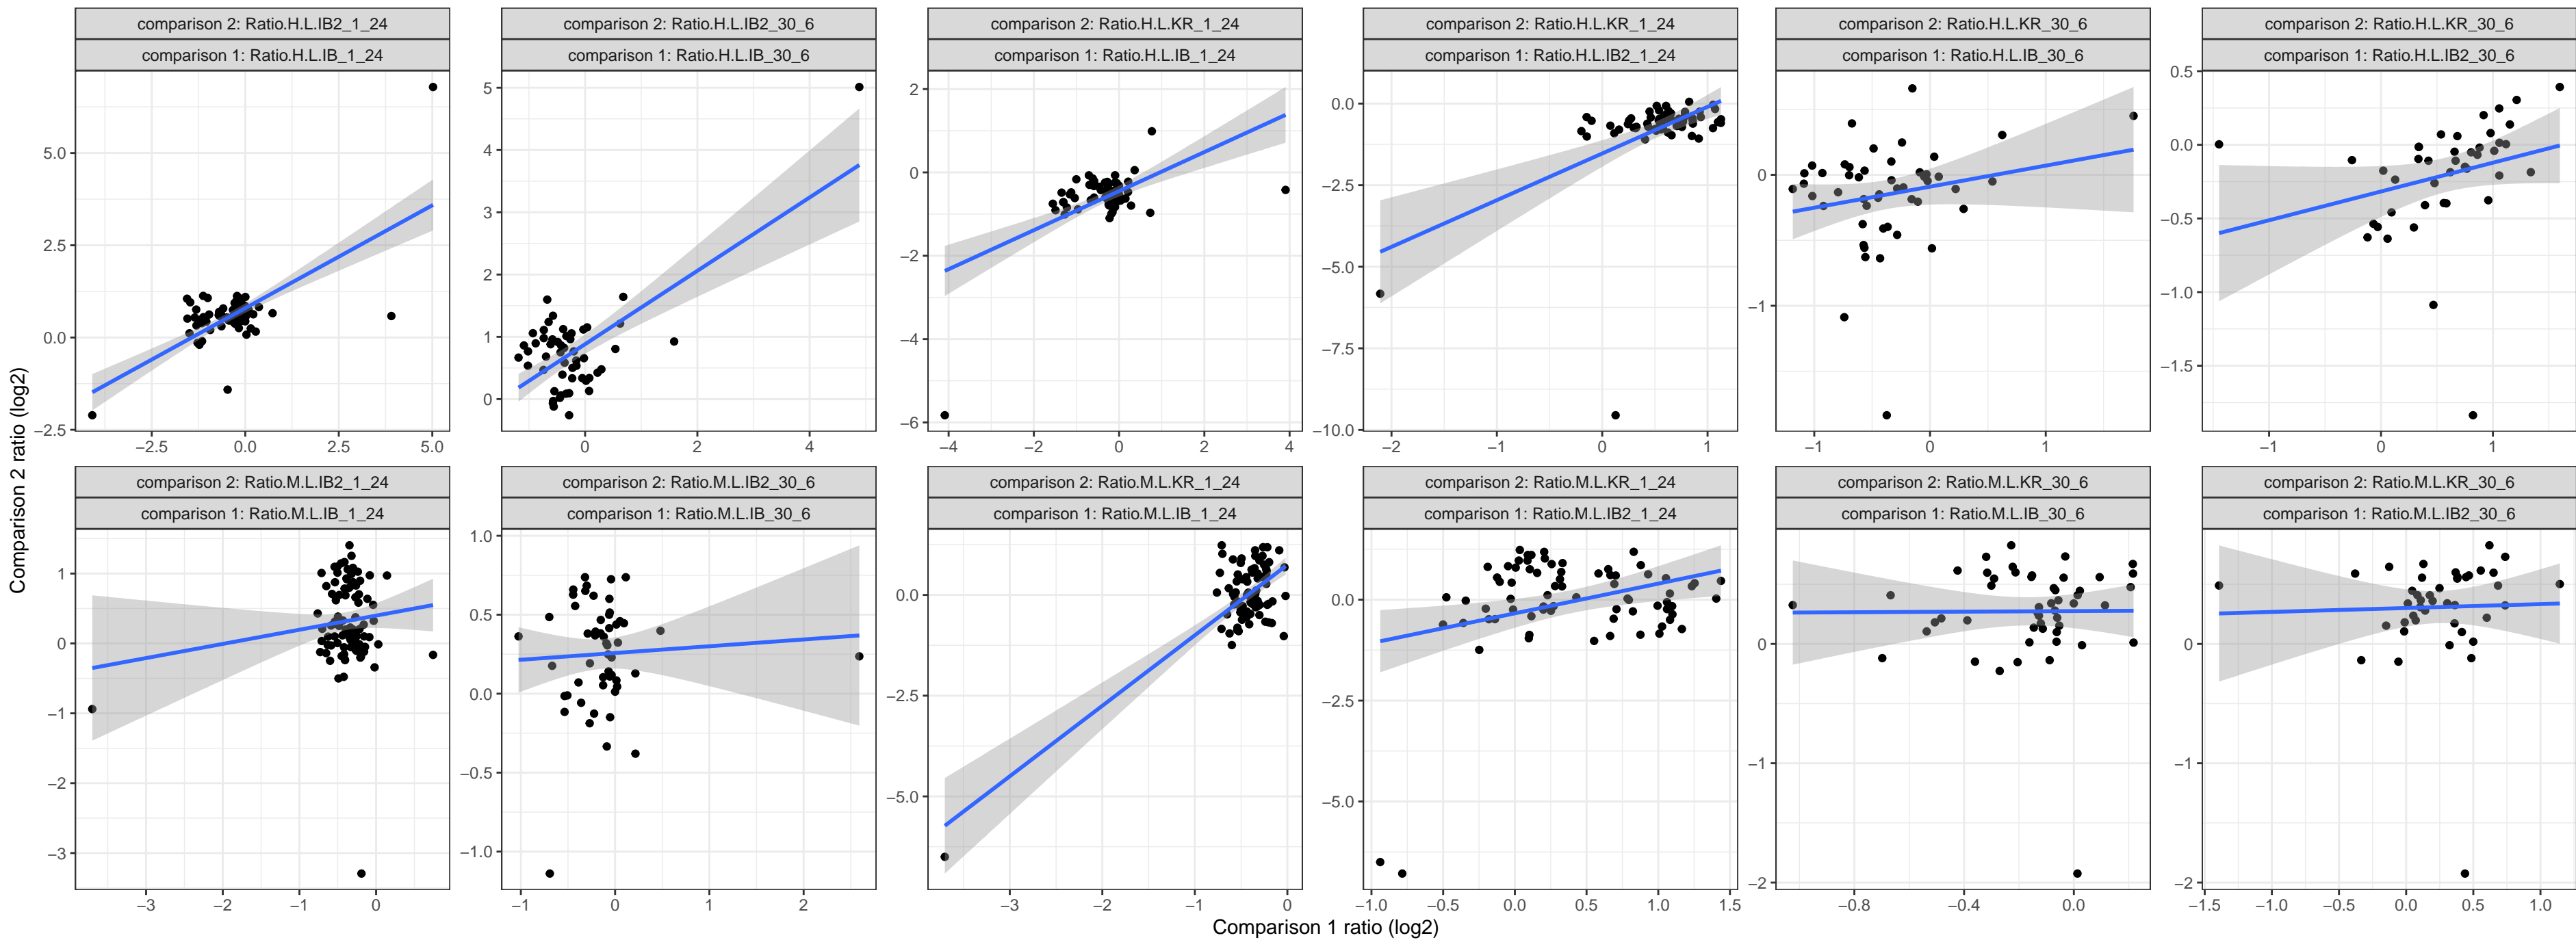 comparison 2: Ratio.H.L.IB2_1_24
comparison 1: Ratio.H.L.IB_1_24
comparison 2: Ratio.H.L.IB2_30_6
comparison 1: Ratio.H.L.IB_30_6
comparison 2: Ratio.H.L.KR_1_24
comparison 1: Ratio.H.L.IB_1_24
comparison 2: Ratio.H.L.KR_1_24
comparison 1: Ratio.H.L.IB2_1_24
comparison 2: Ratio.H.L.KR_30_6
comparison 1: Ratio.H.L.IB_30_6
comparison 2: Ratio.H.L.KR_30_6
comparison 1: Ratio.H.L.IB2_30_6
5.0
2.5
0.0
−2.5
−2.5 0.0 2.5 5.0
5
4
3
2
1
0
0 2 4
2
0
−2
−4
−6
−4 −2 0 2 4
0.0
−2.5
−5.0
−7.5
−10.0
−2 −1 0 1
0
−1
−1 0 1
0.5
0.0
−0.5
−1.0
−1.5
−1 0 1
comparison 2: Ratio.M.L.IB2_1_24
comparison 1: Ratio.M.L.IB_1_24
comparison 2: Ratio.M.L.IB2_30_6
comparison 1: Ratio.M.L.IB_30_6
comparison 2: Ratio.M.L.KR_1_24
comparison 1: Ratio.M.L.IB_1_24
comparison 2: Ratio.M.L.KR_1_24
comparison 1: Ratio.M.L.IB2_1_24
comparison 2: Ratio.M.L.KR_30_6
comparison 1: Ratio.M.L.IB_30_6
comparison 2: Ratio.M.L.KR_30_6
comparison 1: Ratio.M.L.IB2_30_6
1
0
−1
−2
−3
−3 −2 −1 0
1.0
0.5
0.0
−0.5
−1.0
−1 0 1 2
0.0
−2.5
−5.0
−3 −2 −1 0
0.0
−2.5
−5.0
−1.0 −0.5 0.0 0.5 1.0 1.5
0
−1
−2
−0.8 −0.4 0.0
0
−1
−2
−1.5 −1.0 −0.5 0.0 0.5 1.0
Comparison 2 ratio (log2)
Comparison 1 ratio (log2)